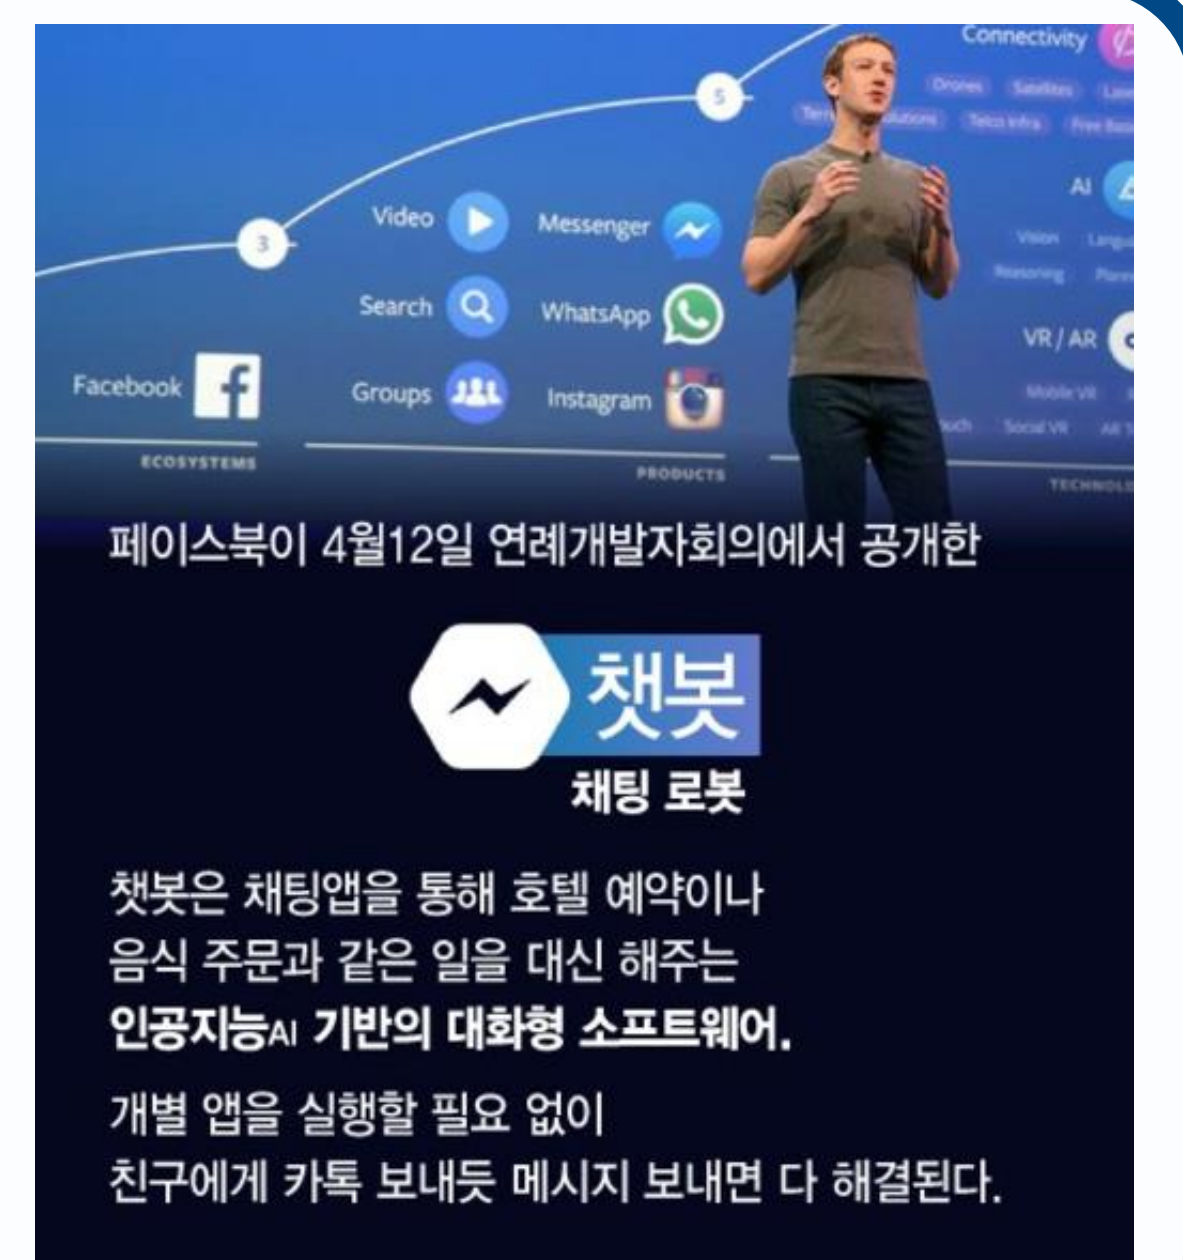 Connectivity
Drones Satellites
Telco Infra
5
AI
Video
Messenger
3
Vision
Reasoning
Search
WhatsApp
VR / AR
Facebook
Groups
Instagram
Mobile VR
Social VR
ECOSYSTEMS
PRODUCTS
페이스북이 4월12일 연례개발자회의에서 공개한
챗봇
채팅 로봇
챗봇은 채팅앱을 통해 호텔 예약이나
음식 주문과 같은 일을 대신 해주는
인공지능AI 기반의 대화형 소프트웨어.
개별 앱을 실행할 필요 없이
친구에게 카톡 보내듯 메시지 보내면 다 해결된다.